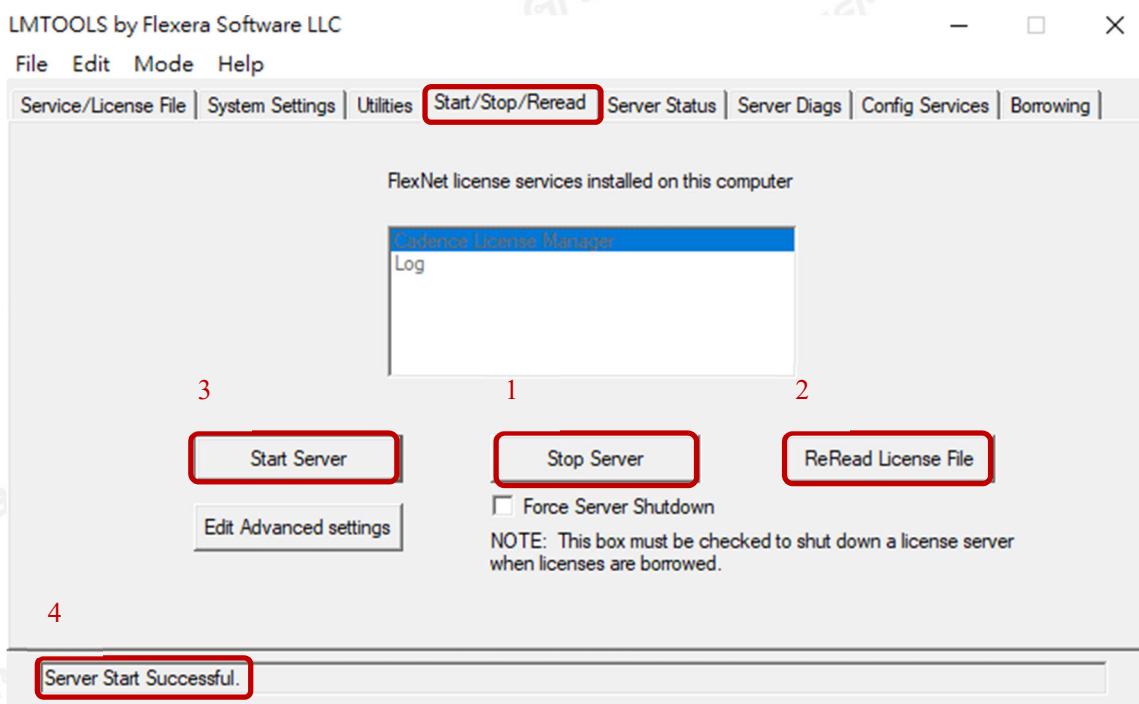 LMTOOLS by Flexera Software LLC
File Edit Mode Help
Service/License File System Settings Utilities Start/Stop/Reread Server Status Server Diags Config Services Borrowing
FlexNet license services installed on this computer
Cadence License Manager
Log
3 1 2
Start Server Stop Server ReRead License File
Force Server Shutdown
Edit Advanced settings
NOTE: This box must be checked to shut down a license server
when licenses are borrowed.
4
Server Start Successful.